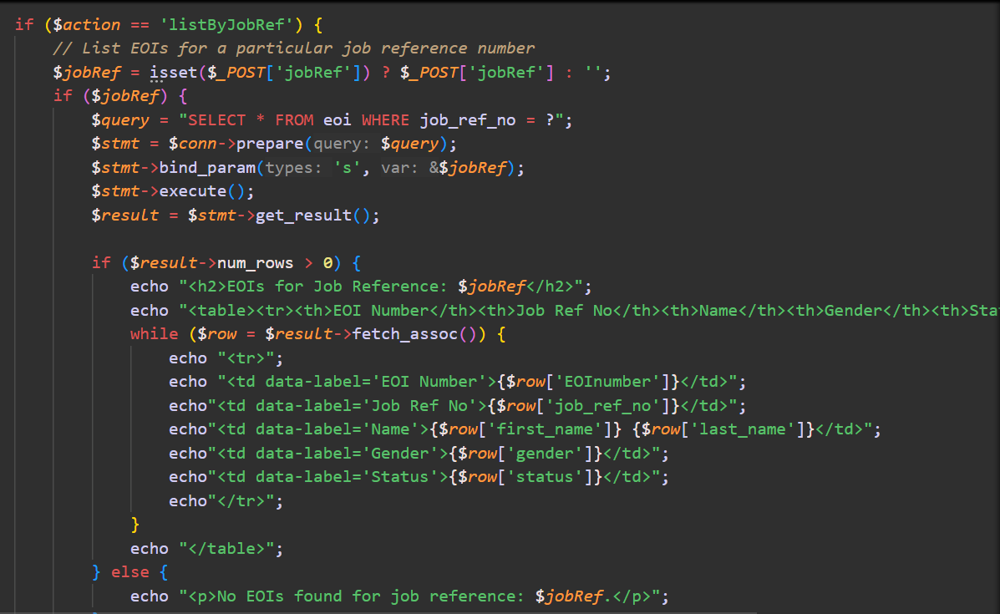 if ($action == 'listByJobRef') {
// List EOIs for a particular job reference number
$jobRef = isset($_POST['jobRef']) ? $_POST['jobRef'] : '';
if ($jobRef) {
$query = "SELECT * FROM eoi WHERE job_ref_no = ?";
$stmt = $conn->prepare(query: $query);
$stmt->bind_param(types: 's', var: &$jobRef);
$stmt->execute();
$result = $stmt->get_result();
if ($result->num_rows > 0) {
echo "<h2>EOIs for Job Reference: $jobRef</h2>";
echo "<table><tr><th>EOI Number</th><th>Job Ref No</th><th>Name</th><th>Gender</th><th>Sta
while ($row = $result->fetch_assoc()) {
echo "<tr>";
echo "<td data-label='EOI Number'>{$row['EOInumber']}</td>";
echo"<td data-label='Job Ref No'>{$row['job_ref_no']}</td>";
echo"<td data-label='Name'>{$row['first_name']} {$row['last_name']}</td>";
echo"<td data-label='Gender'>{$row['gender']}</td>";
echo"<td data-label='Status'>{$row['status']}</td>";
echo"</tr>";
}
echo "</table>";
} else {
echo "<p>No EOIs found for job reference: $jobRef.</p>";